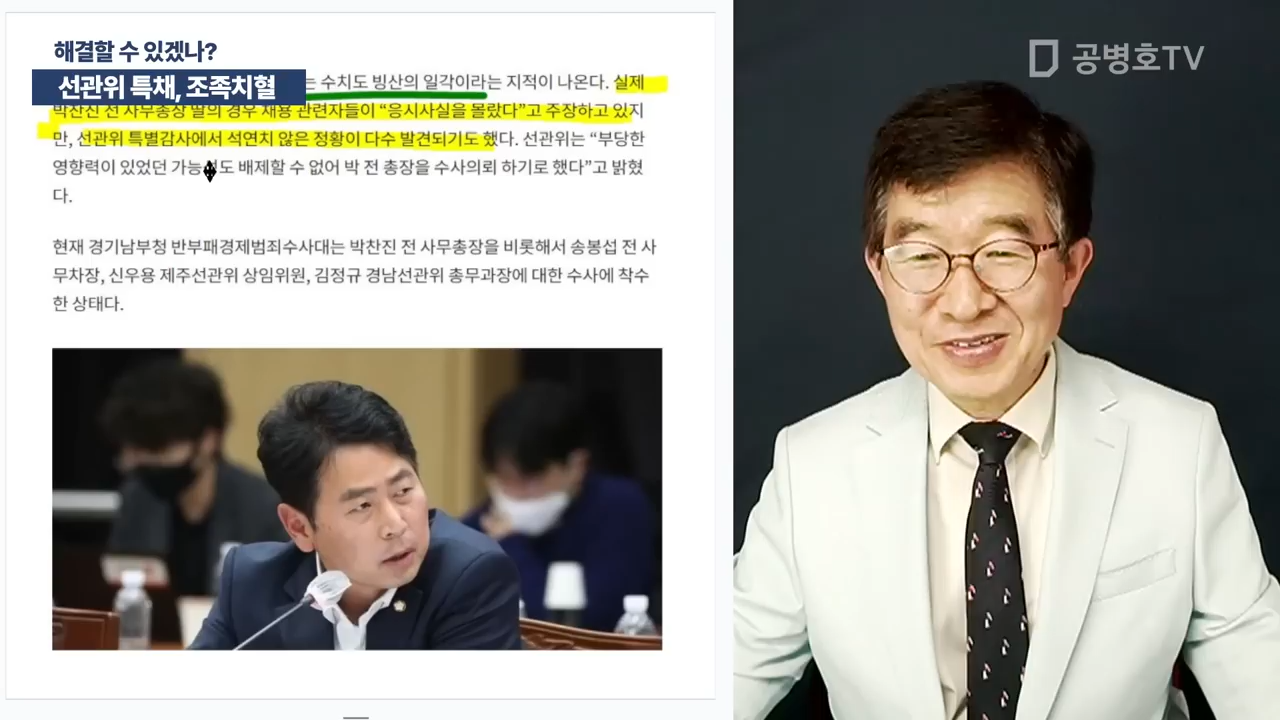 해결할 수 있겠나?
선관위 특채, 조족치혈
는 수치도 빙산의 일각이라는 지적이 나온다. 실제
박찬진 전 사무총장 딸의 경우 채용 관련자들이 “응시사실을 몰랐다”고 주장하고 있지
만, 선관위 특별감사에서 석연치 않은 정황이 다수 발견되기도 했다. 선관위는 “부당한
영향력이 있었던 가능 도 배제할 수 없어 박 전 총장을 수사의뢰 하기로 했다”고 밝혔
다.
현재 경기남부청 반부패경제범죄수사대는 박찬진 전 사무총장을 비롯해서 송봉섭 전 사
무차장, 신우용 제주선관위 상임위원, 김정규 경남선관위 총무과장에 대한 수사에 착수
한 상태다.
공병호TV